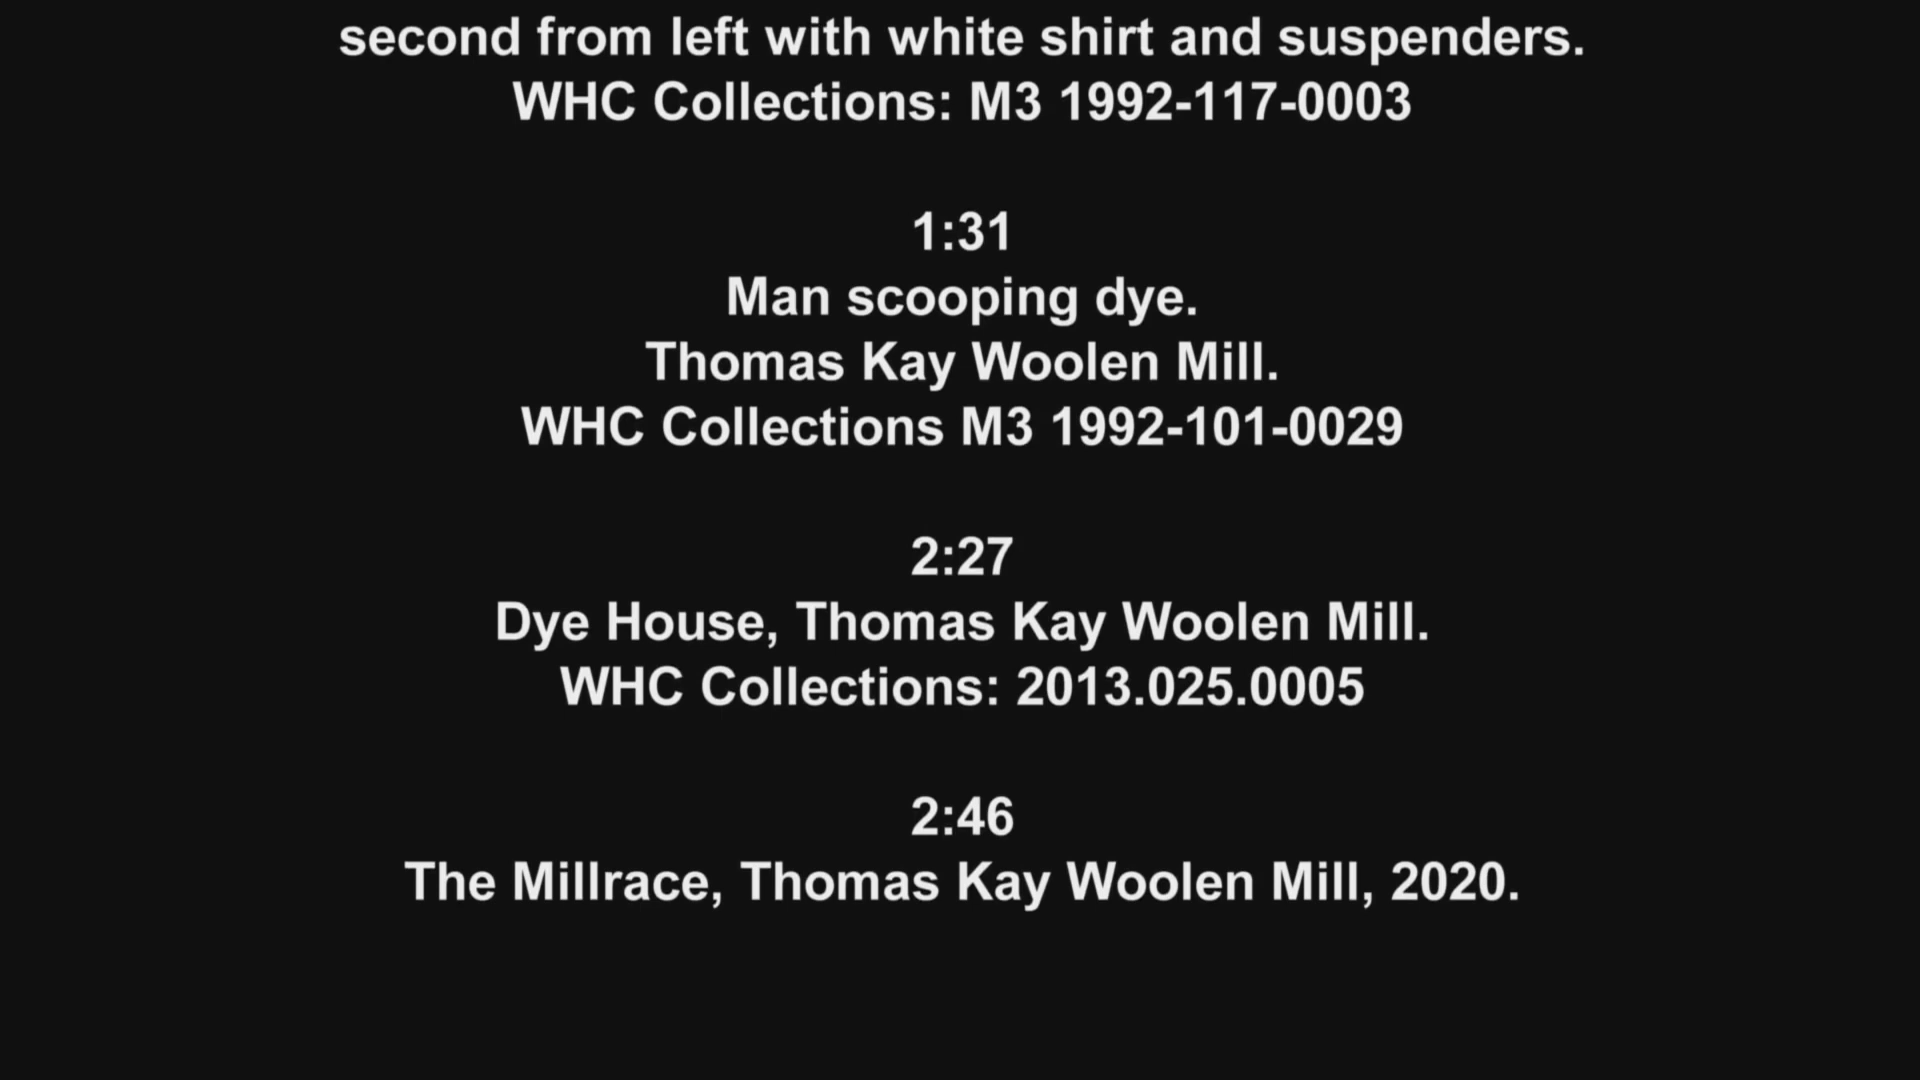 second from left with white shirt and suspenders.
WHC Collections: M3 1992-117-0003
1:31
Man scooping dye.
Thomas Kay Woolen Mill.
WHC Collections M3 1992-101-0029
2:27
Dye House, Thomas Kay Woolen Mill.
WHC Collections: 2013.025.0005
2:46
The Millrace, Thomas Kay Woolen Mill, 2020.